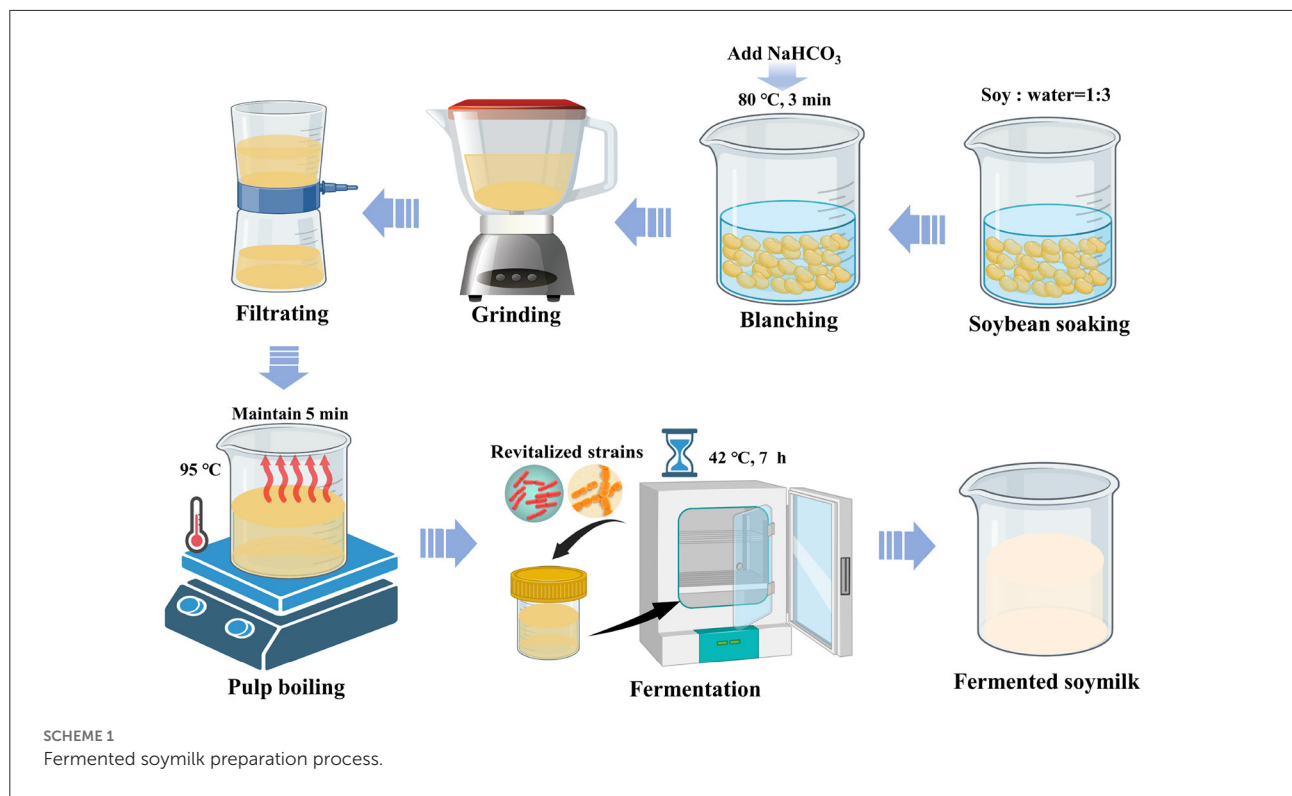 Add NaHCO₃
80 °C, 3 min
Soy : water=1:3
Filtrating
Grinding
Blanching
Soybean soaking
Maintain 5 min
95 °C
Revitalized strains
42 °C, 7 h
Pulp boiling
Fermentation
Fermented soymilk
SCHEME 1
Fermented soymilk preparation process.